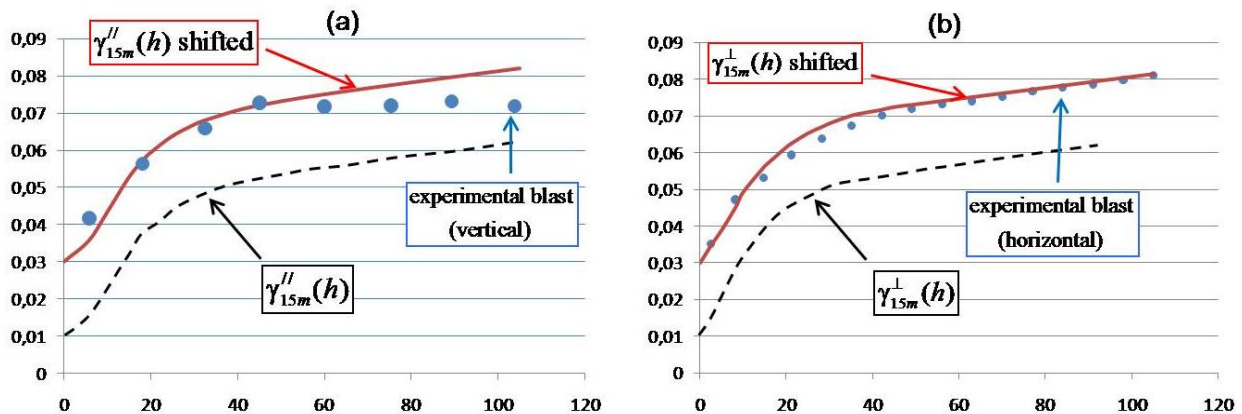 (a)
γ//15m(h) shifted
0,09
0,08
0,07
0,06
0,05
0,04
0,03
0,02
0,01
0
0 20 40 60 80 100 120
experimental blast
(vertical)
γ//15m(h)
(b)
γ⊥15m(h) shifted
0,09
0,08
0,07
0,06
0,05
0,04
0,03
0,02
0,01
0
0 20 40 60 80 100 120
experimental blast
(horizontal)
γ⊥15m(h)